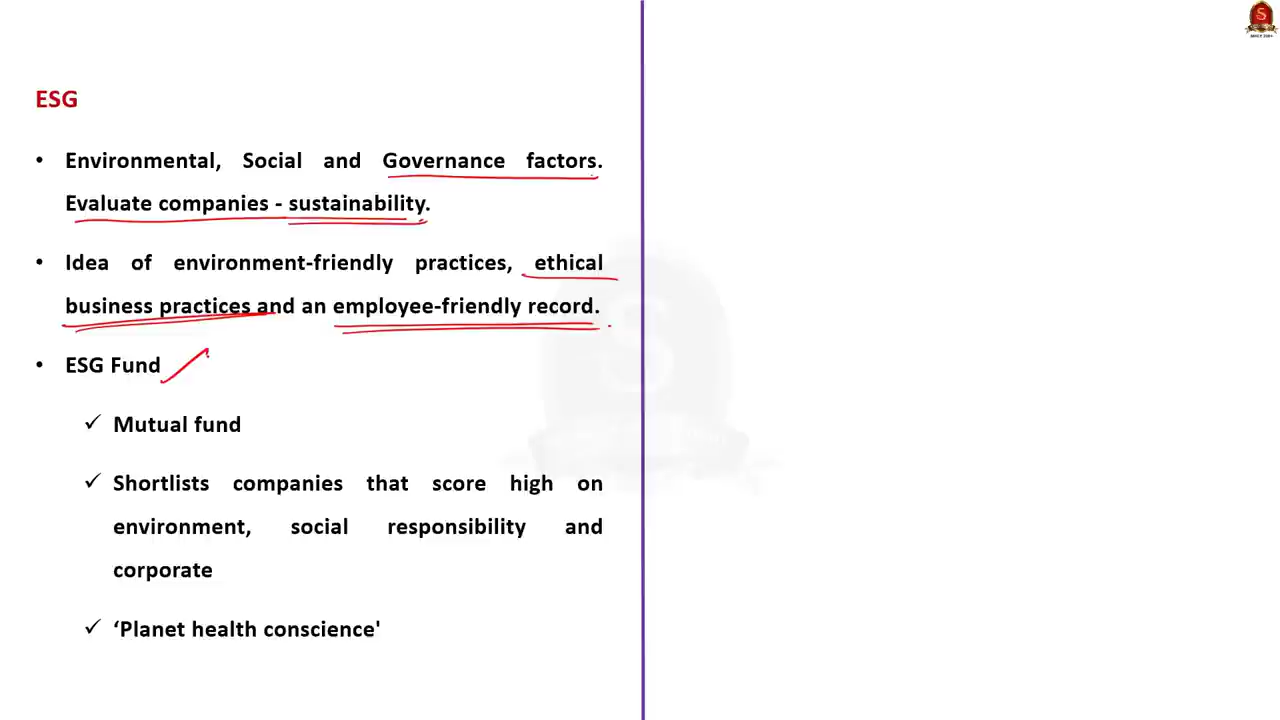 ESG
• Environmental, Social and Governance factors.
Evaluate companies - sustainability.
• Idea of environment-friendly practices, ethical
business practices and an employee-friendly record.
• ESG Fund
✓ Mutual fund
✓ Shortlists companies that score high on
environment, social responsibility and
corporate
✓ ‘Planet health conscience'
S
SINCE 2004